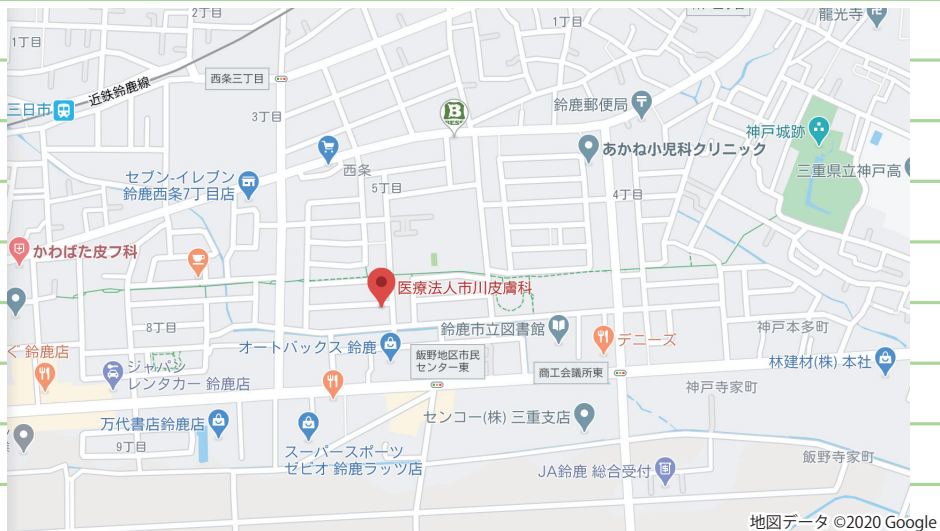 2丁目
1丁目
龍光寺
1丁目
西条三丁目
近鉄鈴鹿線
三日市
3丁目
鈴鹿郵便局
神戸城跡
あかね小児科クリニック
三重県立神戸高
西条
セブン-イレブン
鈴鹿西条7丁目店
5丁目
4丁目
かわばた皮フ科
医療法人市川皮膚科
8丁目
鈴鹿市立図書館
神戸本多町
デニーズ
オートバックス 鈴鹿
飯野地区市民
センター東
ぐ 鈴鹿店
ジャパン
レンタカー 鈴鹿店
商工会議所東
林建材(株) 本社
神戸寺家町
万代書店鈴鹿店
センコー(株) 三重支店
9丁目
スーパースポーツ
ゼビオ 鈴鹿ラッツ店
飯野寺家町
JA鈴鹿 総合受付
地図データ ©2020 Google